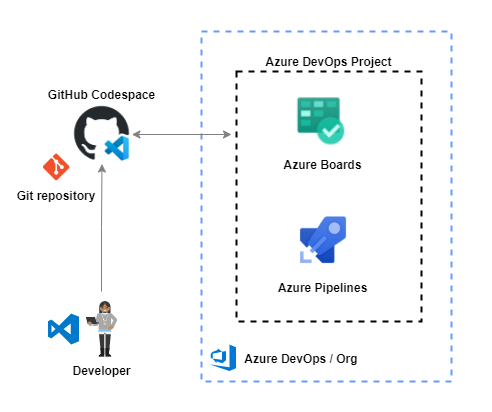 Azure DevOps Project
GitHub Codespace
Azure Boards
Git repository
Azure Pipelines
Azure DevOps / Org
Developer